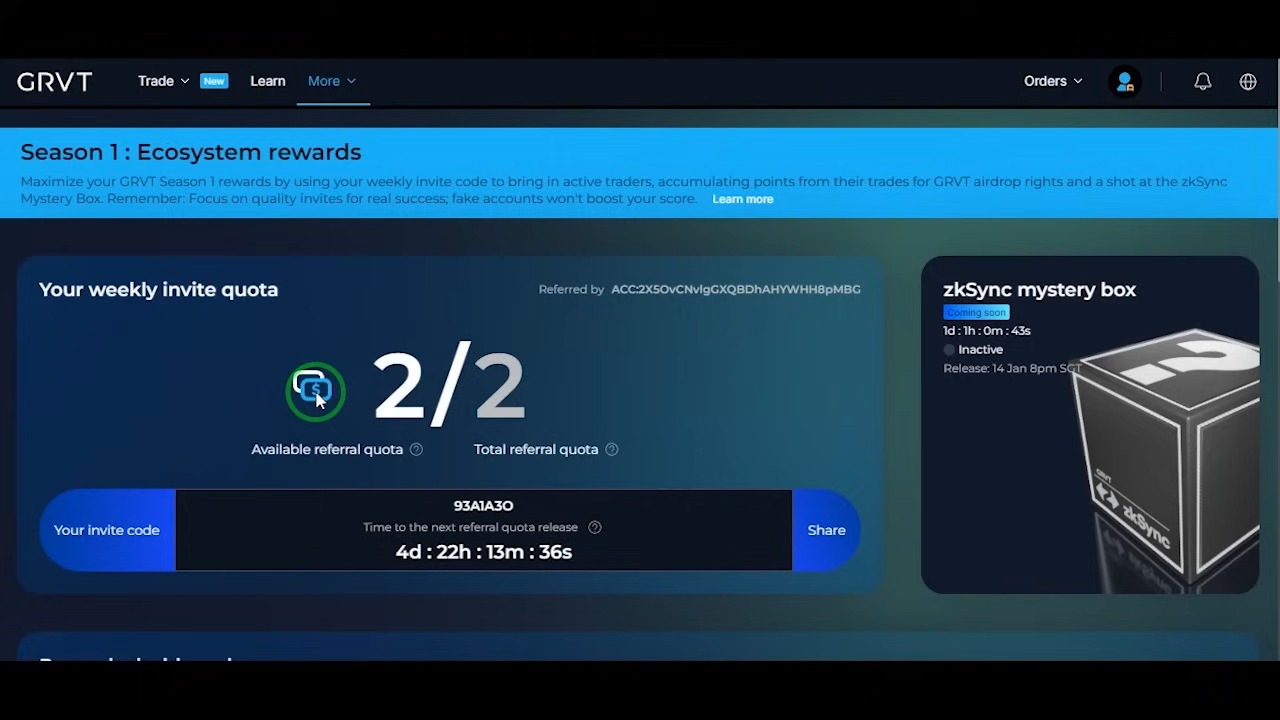 GRVT Trade New Learn More Orders
Season 1 : Ecosystem rewards
Maximize your GRVT Season 1 rewards by using your weekly invite code to bring in active traders, accumulating points from their trades for GRVT airdrop rights and a shot at the zkSync
Mystery Box. Remember: Focus on quality invites for real success; fake accounts won't boost your score. Learn more
Your weekly invite quota
Referred by ACC:2X5OvCNvlgGXQBDhAHYWHH8pMBG
$
2/2
Available referral quota ?
Total referral quota ?
Your invite code
93A1A3O
Time to the next referral quota release ?
4d : 22h : 13m : 36s
Share
zkSync mystery box
Coming soon
1d : 1h : 0m : 43s
Inactive
Release: 14 Jan 8pm SGT
?
GRVT
zkSync